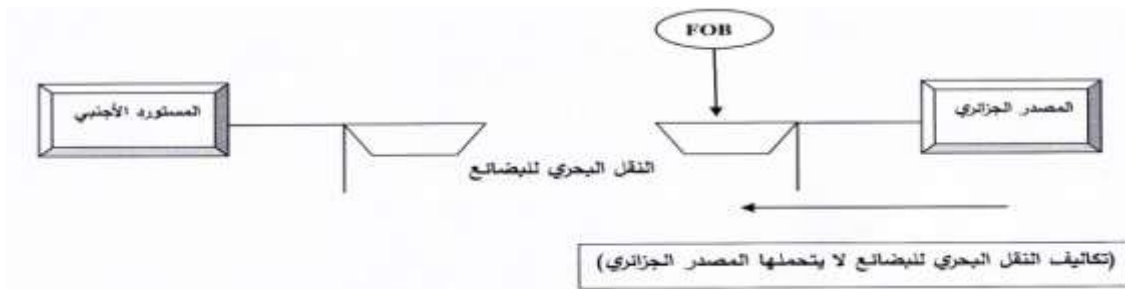 FOB
المصدر الجزائري
المستورد الأجنبي
النقل البحري للبضائع
(تكاليف النقل البحري للبضائع لا يتحملها المصدر الجزائري)